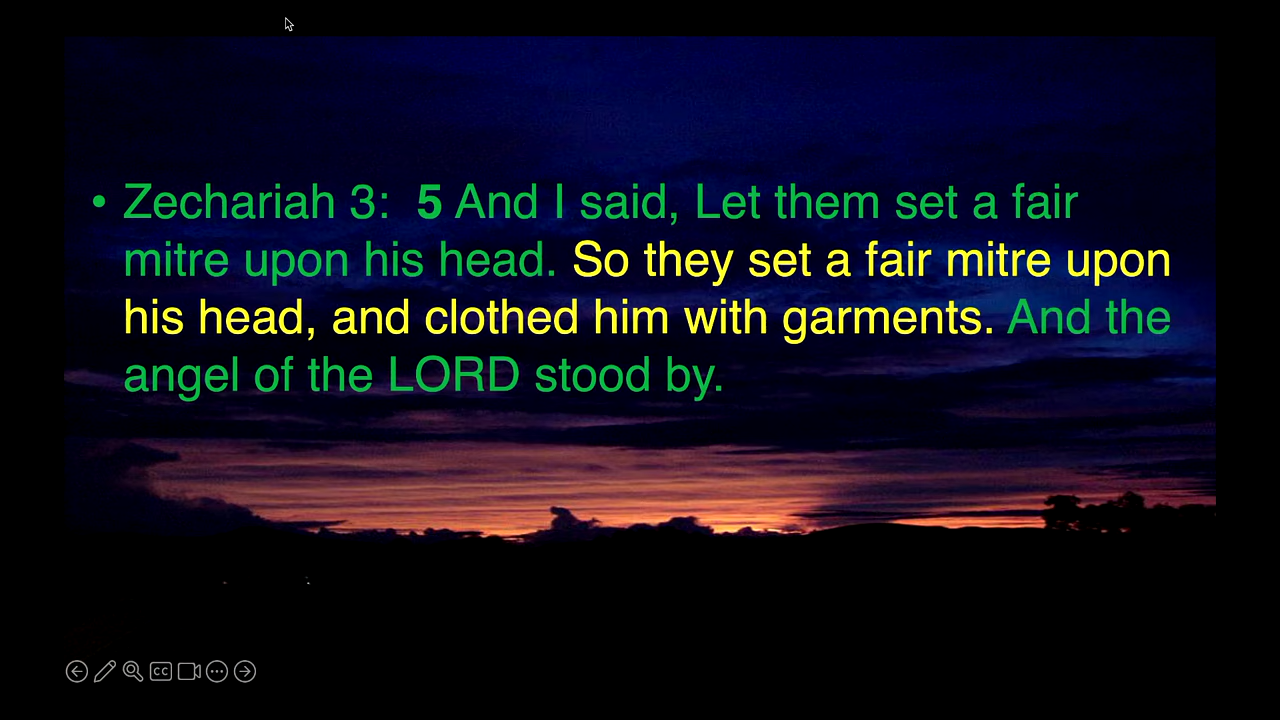 • Zechariah 3:  5 And I said, Let them set a fair
mitre upon his head. So they set a fair mitre upon
his head, and clothed him with garments. And the
angel of the LORD stood by.
CC